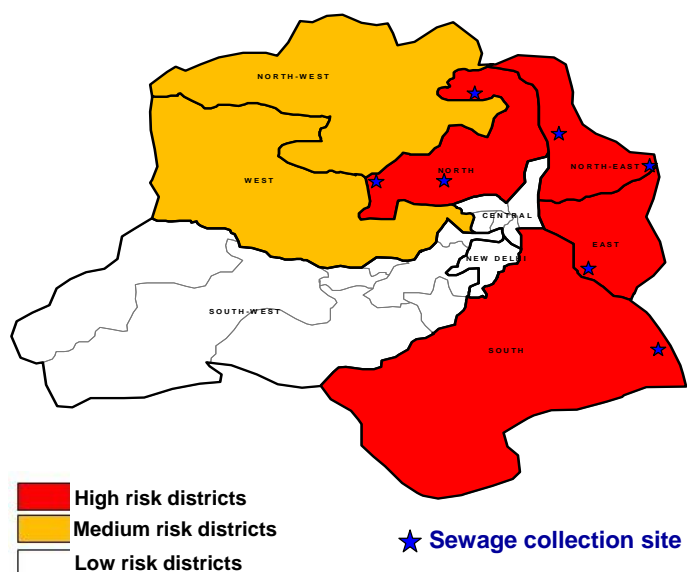 NORTH-WEST
WEST
NORTH
NORTH-EAST
CENTRAL
EAST
NEW DELHI
SOUTH-WEST
SOUTH
High risk districts
Medium risk districts
Low risk districts
Sewage collection site